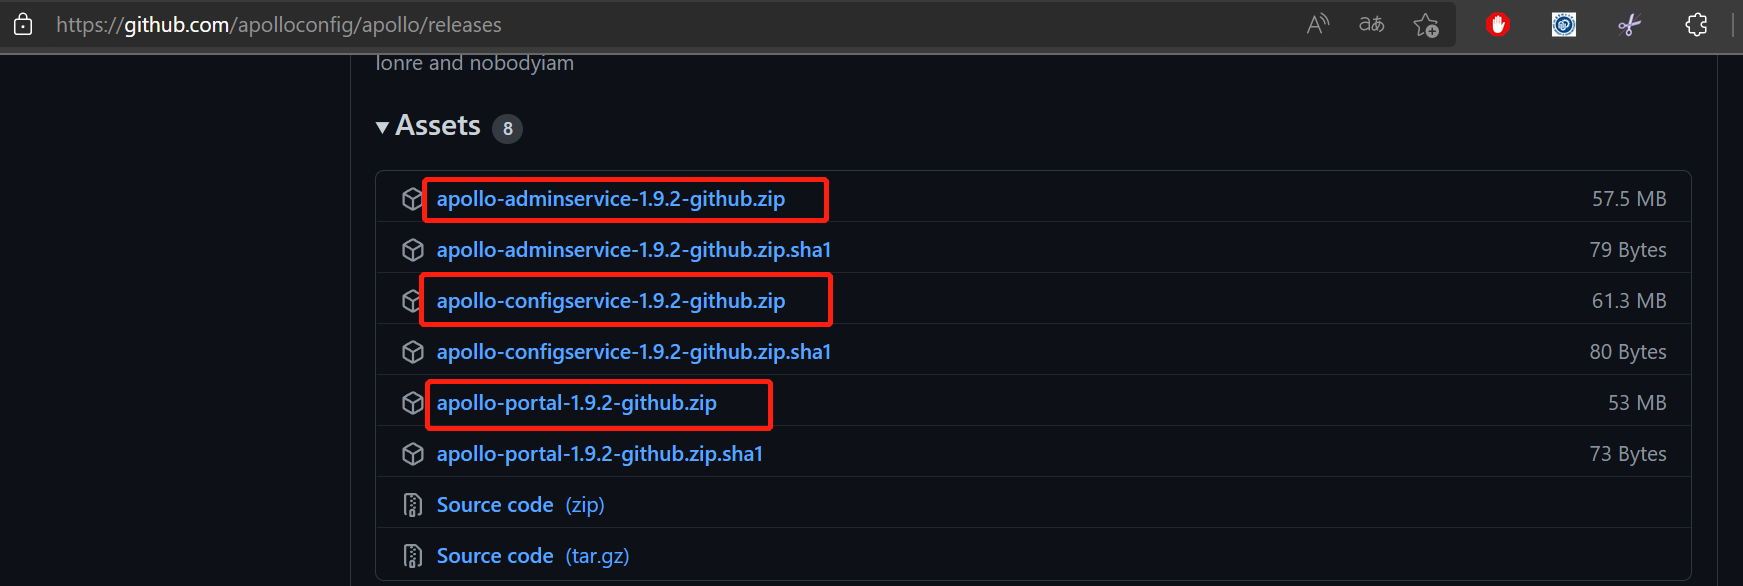 https://github.com/apolloconfig/apollo/releases
lonre and nobodyiam
Assets 8
apollo-adminservice-1.9.2-github.zip 57.5 MB
apollo-adminservice-1.9.2-github.zip.sha1 79 Bytes
apollo-configservice-1.9.2-github.zip 61.3 MB
apollo-configservice-1.9.2-github.zip.sha1 80 Bytes
apollo-portal-1.9.2-github.zip 53 MB
apollo-portal-1.9.2-github.zip.sha1 73 Bytes
Source code (zip)
Source code (tar.gz)